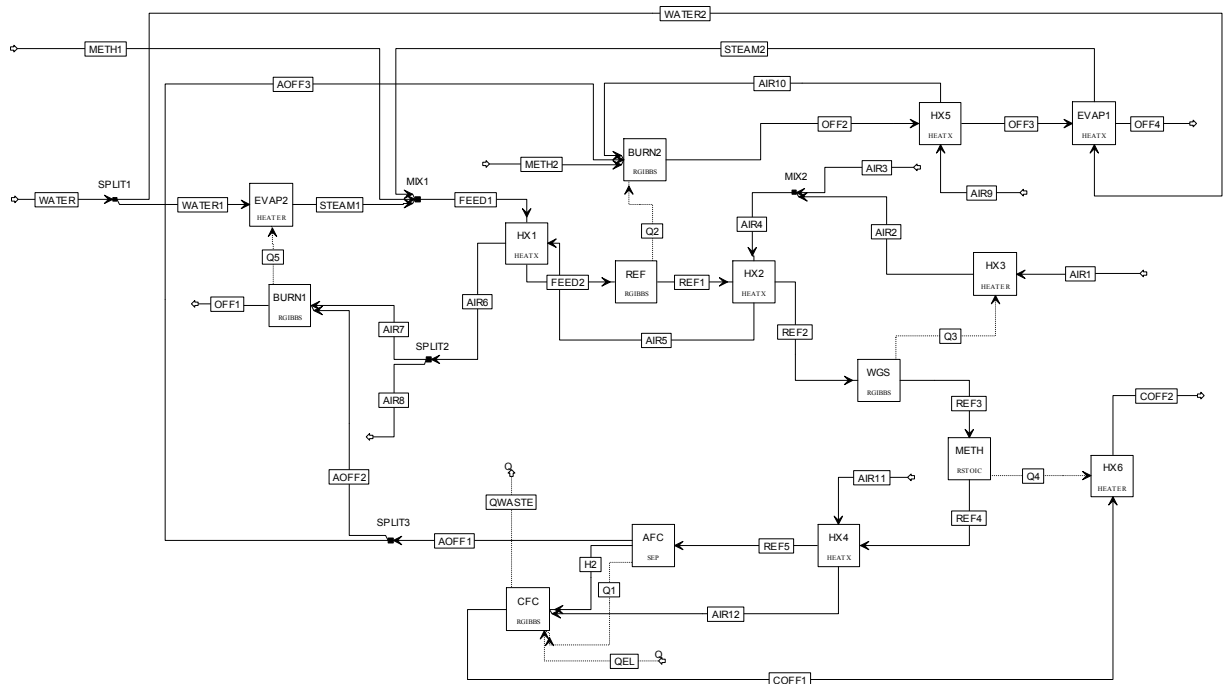 WATER2
METH1
STEAM2
AOFF3
AIR10
HX5
HEATX
EVAP1
HEATX
OFF2
OFF3
OFF4
BURN2
RGIBBS
METH2
MIX2
AIR3
AIR9
SPLIT1
MIX1
WATER
WATER1
EVAP2
HEATER
STEAM1
FEED1
AIR4
AIR2
Q2
HX1
HEATX
Q5
FEED2
REF
RGIBBS
REF1
HX2
HEATX
HX3
HEATER
AIR1
OFF1
BURN1
RGIBBS
AIR6
AIR7
AIR5
REF2
Q3
SPLIT2
WGS
RGIBBS
AIR8
REF3
COFF2
METH
RSTOIC
Q4
HX6
HEATER
AOFF2
Q
AIR11
QWASTE
REF4
SPLIT3
AOFF1
AFC
SEP
REF5
HX4
HEATX
H2
Q1
CFC
RGIBBS
AIR12
QEL
Q
COFF1